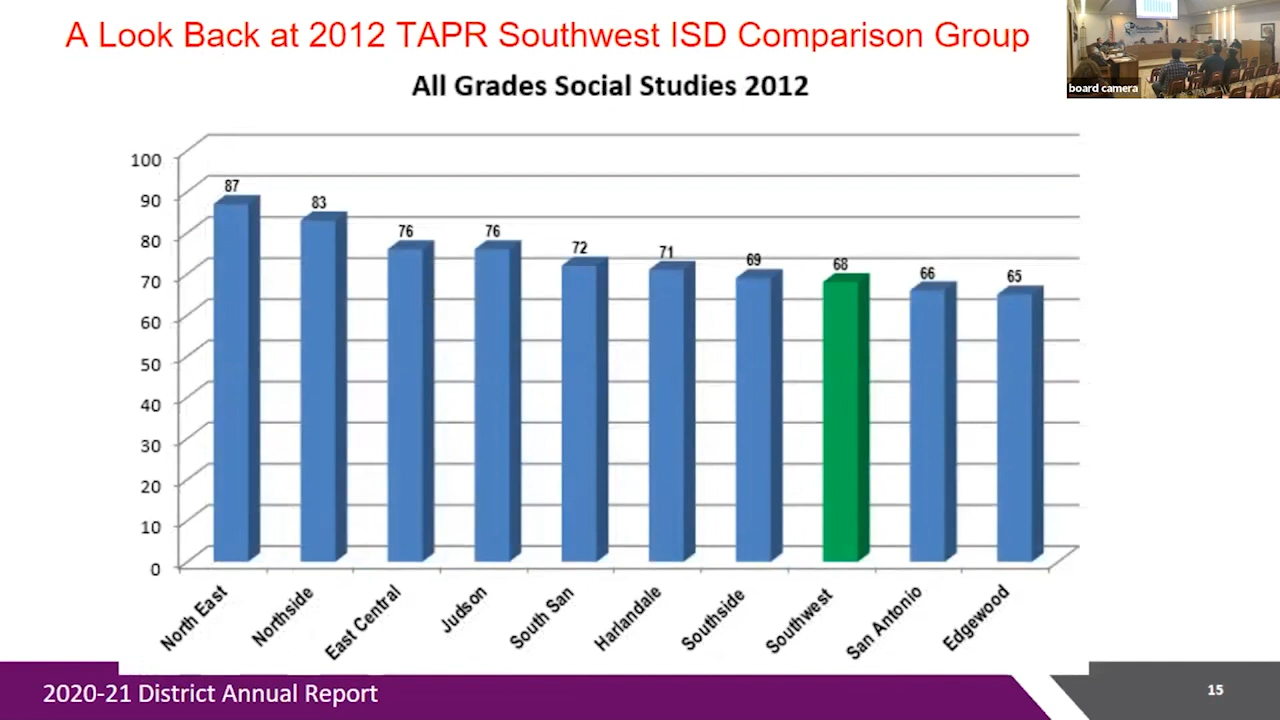 A Look Back at 2012 TAPR Southwest ISD Comparison Group
board camera
All Grades Social Studies 2012
100
90
80
70
60
50
40
30
20
10
0
87
83
76
76
72
71
69
68
66
65
North East
Northside
East Central
Judson
South San
Harlandale
Southside
Southwest
San Antonio
Edgewood
2020-21 District Annual Report
15